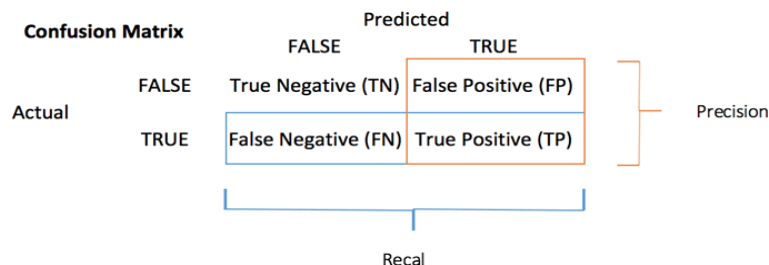 Confusion Matrix
Predicted
FALSE TRUE
FALSE True Negative (TN) False Positive (FP)
Actual
Precision
TRUE False Negative (FN) True Positive (TP)
Recal